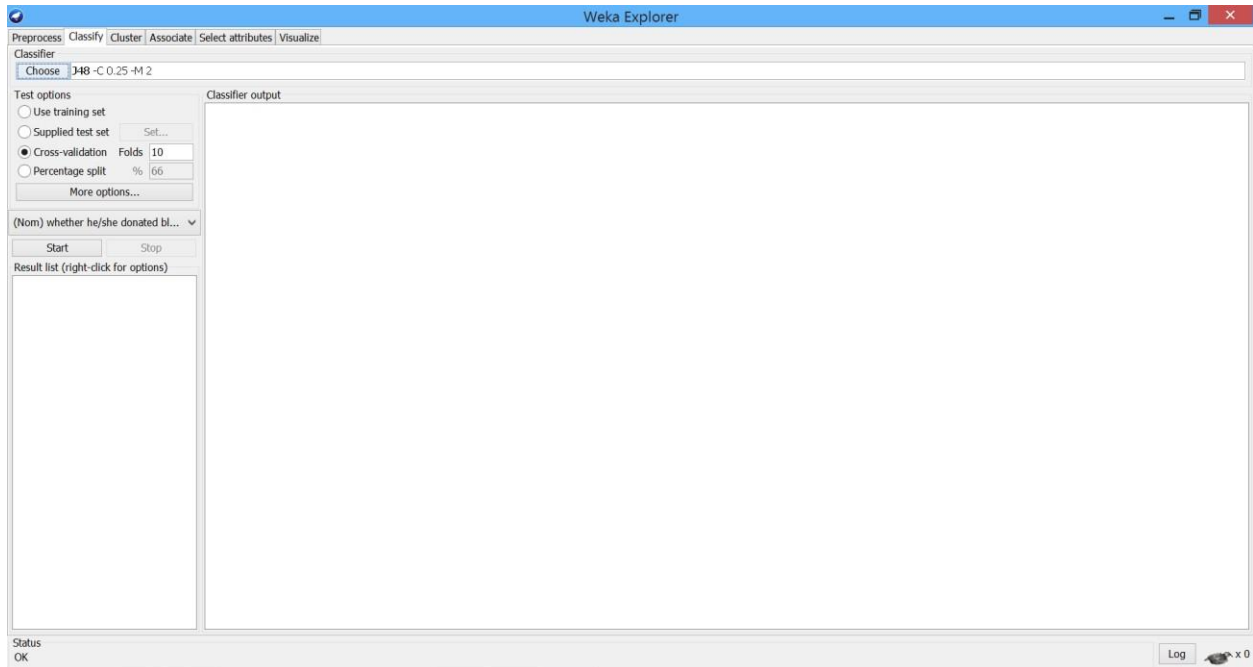 Weka Explorer
Preprocess Classify Cluster Associate Select attributes Visualize
Classifier
Choose J48 -C 0.25 -M 2
Test options
Use training set
Supplied test set Set...
Cross-validation Folds 10
Percentage split % 66
More options...
(Nom) whether he/she donated bl...
Start Stop
Result list (right-click for options)
Classifier output
Status
OK
Log x 0